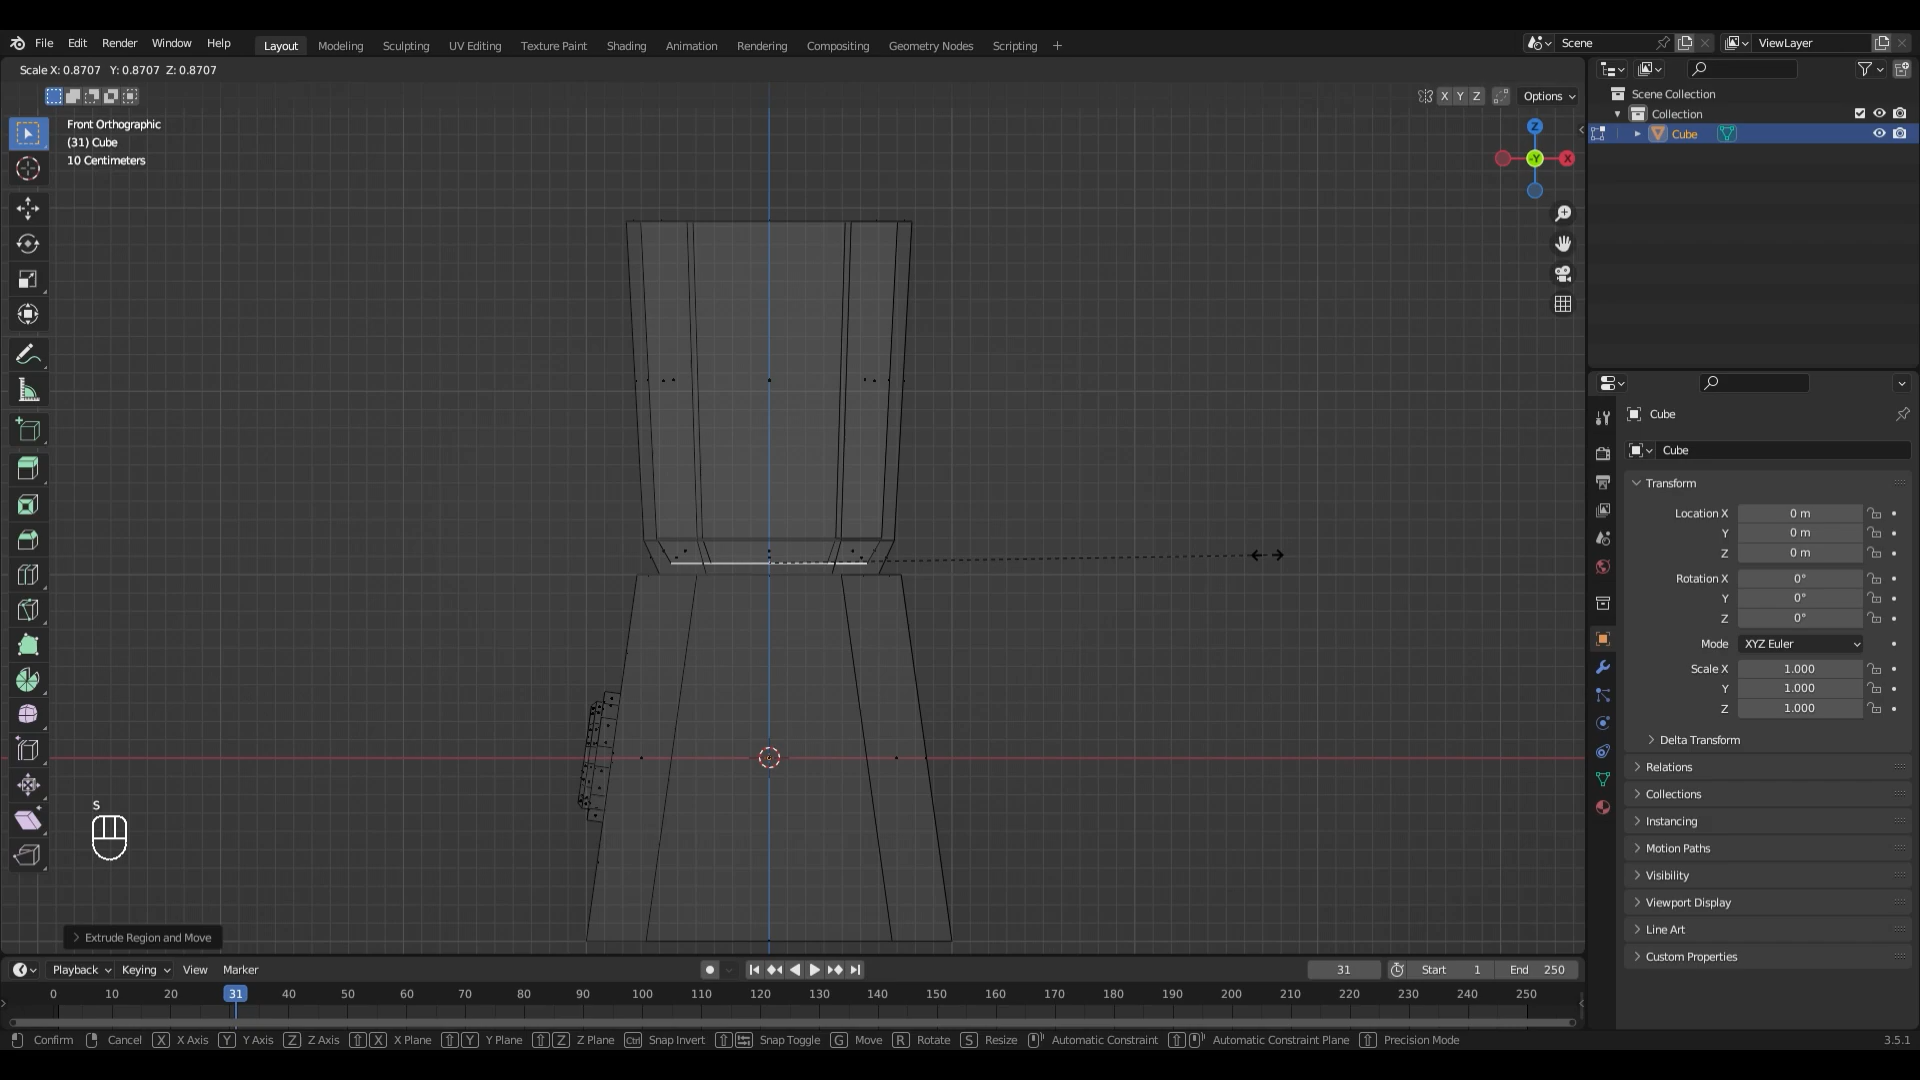 File Edit Render Window Help Layout Modeling Sculpting UV Editing Texture Paint Shading Animation Rendering Compositing Geometry Nodes Scripting + Scene ViewLayer
Scale X: 0.8707 Y: 0.8707 Z: 0.8707
X Y Z Options
Front Orthographic
(31) Cube
10 Centimeters
Z
-Y X
Scene Collection
Collection
Cube
Cube
Cube
Transform
Location X 0 m
Y 0 m
Z 0 m
Rotation X 0°
Y 0°
Z 0°
Mode XYZ Euler
Scale X 1.000
Y 1.000
Z 1.000
Delta Transform
Relations
Collections
Instancing
Motion Paths
Visibility
Viewport Display
Line Art
Custom Properties
S
Extrude Region and Move
Playback Keying View Marker 31 Start 1 End 250
0 10 20 31 40 50 60 70 80 90 100 110 120 130 140 150 160 170 180 190 200 210 220 230 240 250
Confirm Cancel X X Axis Y Y Axis Z Z Axis X X Plane Y Y Plane Z Z Plane Ctrl Snap Invert Snap Toggle G Move R Rotate S Resize Automatic Constraint Automatic Constraint Plane Precision Mode 3.5.1